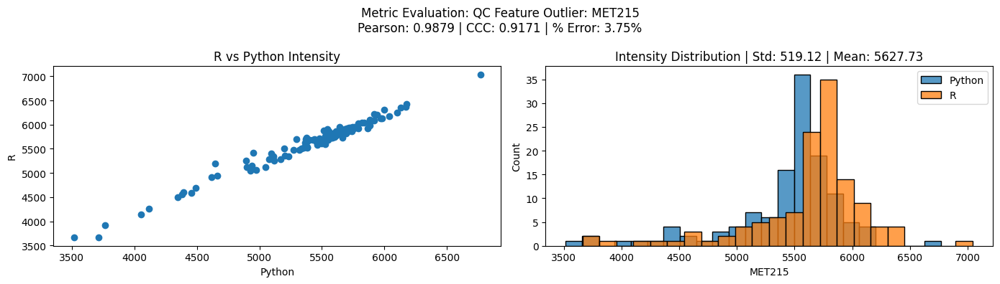 Metric Evaluation: QC Feature Outlier: MET215
Pearson: 0.9879 | CCC: 0.9171 | % Error: 3.75%
R vs Python Intensity
7000
6500
6000
5500
5000
4500
4000
3500
R
3500 4000 4500 5000 5500 6000 6500
Python
Intensity Distribution | Std: 519.12 | Mean: 5627.73
Python
R
35
30
25
20
15
10
5
0
Count
3500 4000 4500 5000 5500 6000 6500 7000
MET215